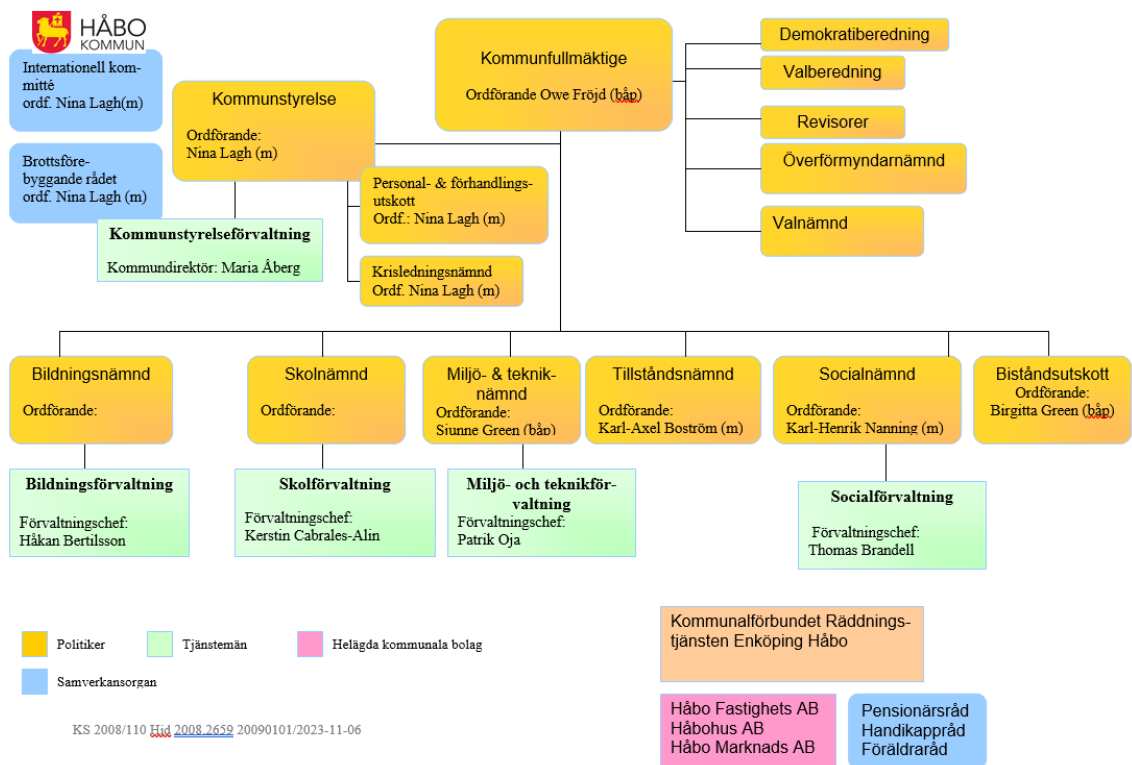 HÅBO
KOMMUN
Internationell kom-
mitté
ordf. Nina Lagh(m)
Brottsföre-
byggande rådet
ordf. Nina Lagh (m)
Kommunstyrelse
Ordförande:
Nina Lagh (m)
Kommunfullmäktige
Ordförande Owe Fröjd (båp)
Demokratiberedning
Valberedning
Revisorer
Överförmyndarnämnd
Valnämnd
Personal- & förhandlings-
utskott
Ordf.: Nina Lagh (m)
Kommunstyrelseförvaltning
Kommundirektör: Maria Åberg
Krisledningsnämnd
Ordf. Nina Lagh (m)
Bildningsnämnd
Ordförande:
Skolnämnd
Ordförande:
Miljö- & teknik-
nämnd
Ordförande:
Siunne Green (båp)
Tillståndsnämnd
Ordförande:
Karl-Axel Boström (m)
Socialnämnd
Ordförande:
Karl-Henrik Nanning (m)
Biståndsutskott
Ordförande:
Birgitta Green (båp)
Bildningsförvaltning
Förvaltningschef:
Håkan Bertilsson
Skolförvaltning
Förvaltningschef:
Kerstin Cabrales-Alin
Miljö- och teknikför-
valtning
Förvaltningschef:
Patrik Oja
Socialförvaltning
Förvaltningschef:
Thomas Brandell
Politiker
Tjänstemän
Helägda kommunala bolag
Samverkansorgan
Kommunalförbundet Räddnings-
tjänsten Enköping Håbo
Håbo Fastighets AB
Håbohus AB
Håbo Marknads AB
Pensionärsråd
Handikappråd
Föräldraråd
KS 2008/110 Hid 2008.2659 20090101/2023-11-06